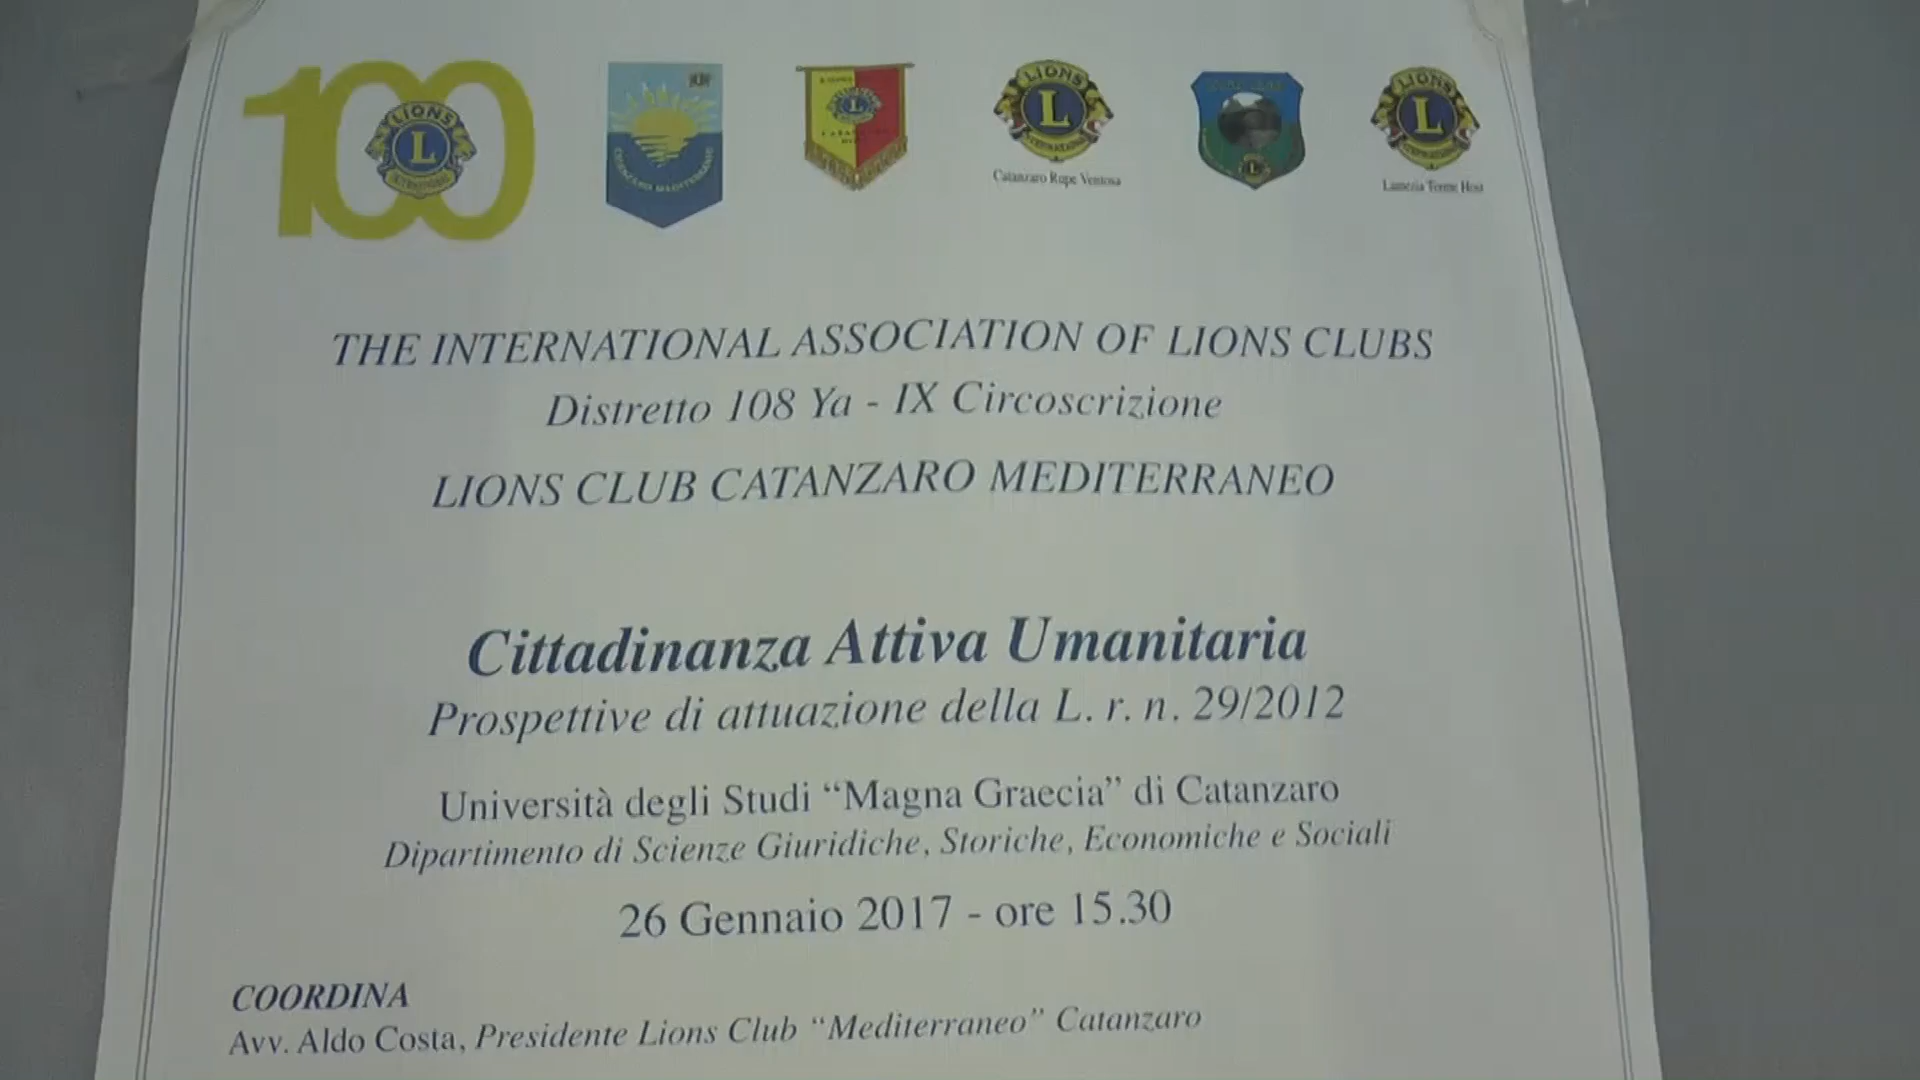 100
LIONS
L
INTERNATIONAL
CATANZARO MEDITERRANEO
L
LIONS
L
Catanzaro Rupe Ventosa
L
LIONS
L
Lamezia Terme Host
THE INTERNATIONAL ASSOCIATION OF LIONS CLUBS
Distretto 108 Ya - IX Circoscrizione
LIONS CLUB CATANZARO MEDITERRANEO
Cittadinanza Attiva Umanitaria
Prospettive di attuazione della L. r. n. 29/2012
Università degli Studi “Magna Graecia” di Catanzaro
Dipartimento di Scienze Giuridiche, Storiche, Economiche e Sociali
26 Gennaio 2017 - ore 15.30
COORDINA
Avv. Aldo Costa, Presidente Lions Club “Mediterraneo” Catanzaro